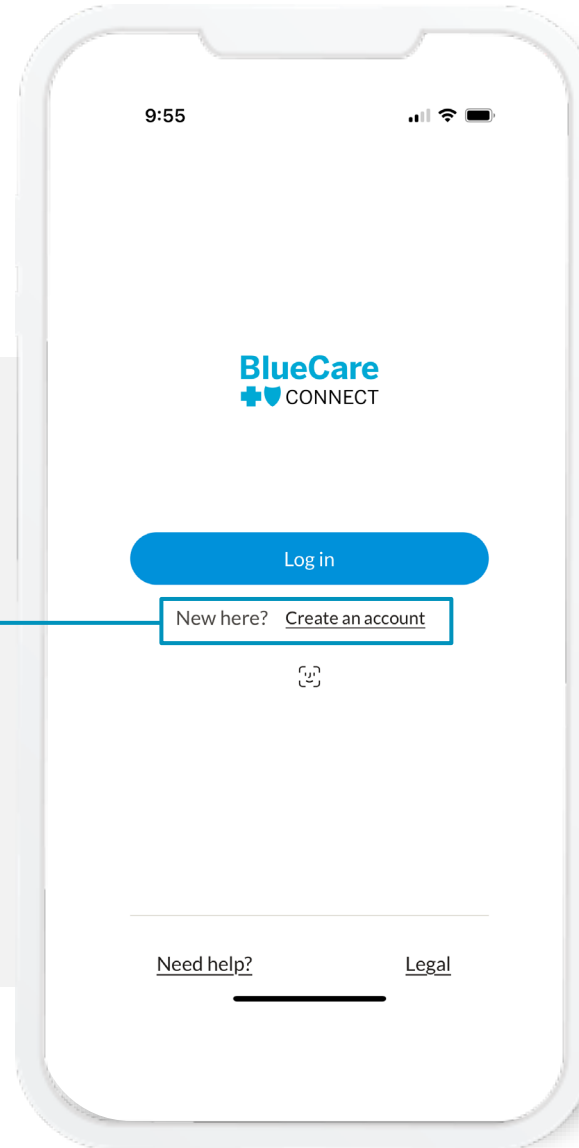 9:55
BlueCare
CONNECT
Log in
New here? Create an account
Need help? Legal